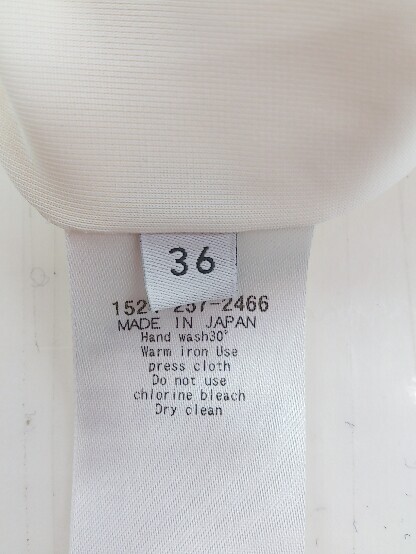 36
152 257-2466
MADE IN JAPAN
Hand wash30°
Warm iron Use
press cloth
Do not use
chlorine bleach
Dry clean